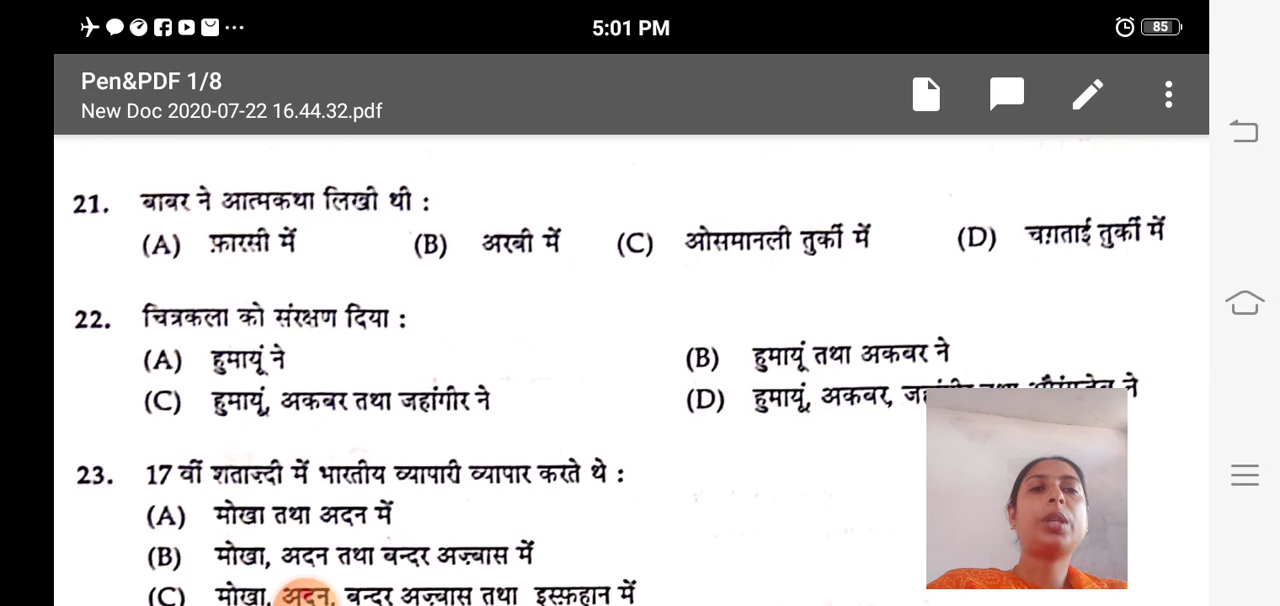 5:01 PM
85
Pen&PDF 1/8
New Doc 2020-07-22 16.44.32.pdf
21. बाबर ने आत्मकथा लिखी थी :
(A) फ़ारसी में (B) अरबी में (C) ओसमानली तुर्की में (D) चग़ताई तुर्की में
22. चित्रकला को संरक्षण दिया :
(A) हुमायूं ने (B) हुमायूं तथा अकबर ने
(C) हुमायूं, अकबर तथा जहांगीर ने (D) हुमायूं, अकबर, ने
23. 17 वीं शताज्दी में भारतीय व्यापारी व्यापार करते थे :
(A) मोखा तथा अदन में
(B) मोखा, अदन तथा बन्दर अज़्बास में
(C) मोखा, अदन, बन्दर अज़्बास तथा इस्फ़हान में